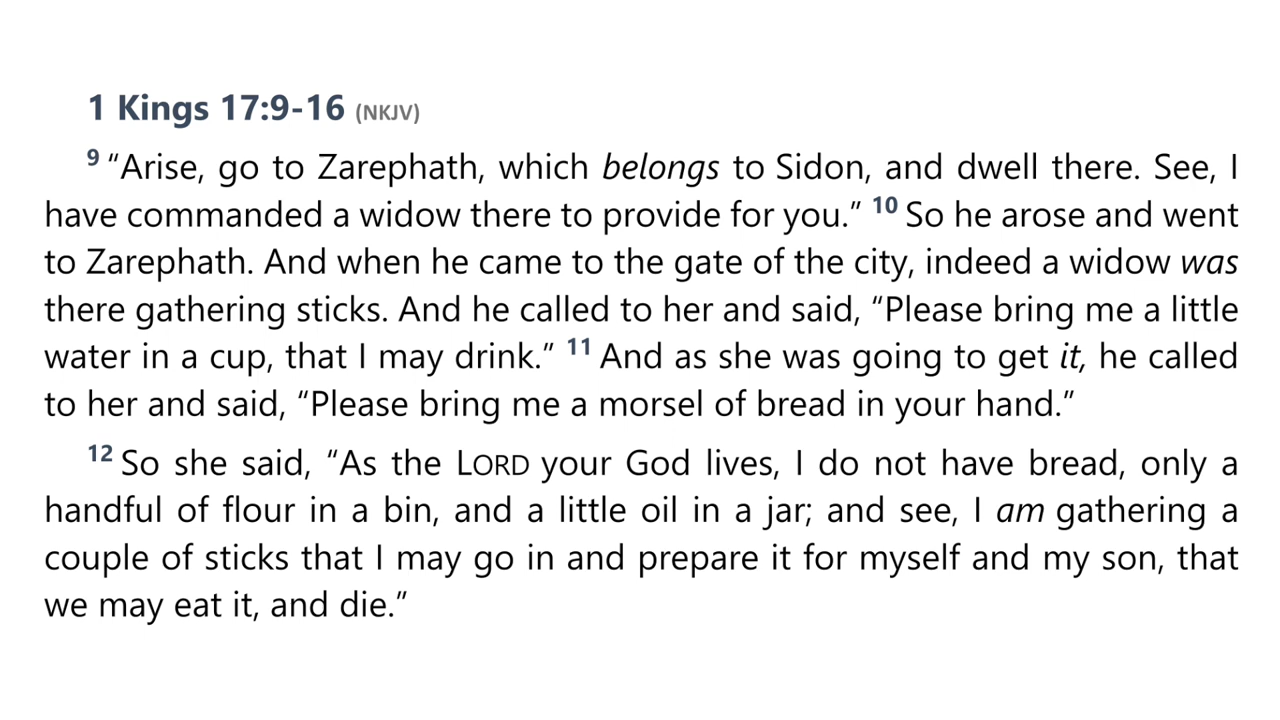 1 Kings 17:9-16 (NKJV)
9 “Arise, go to Zarephath, which belongs to Sidon, and dwell there. See, I
have commanded a widow there to provide for you.” 10 So he arose and went
to Zarephath. And when he came to the gate of the city, indeed a widow was
there gathering sticks. And he called to her and said, “Please bring me a little
water in a cup, that I may drink.” 11 And as she was going to get it, he called
to her and said, “Please bring me a morsel of bread in your hand.”
12 So she said, “As the LORD your God lives, I do not have bread, only a
handful of flour in a bin, and a little oil in a jar; and see, I am gathering a
couple of sticks that I may go in and prepare it for myself and my son, that
we may eat it, and die.”